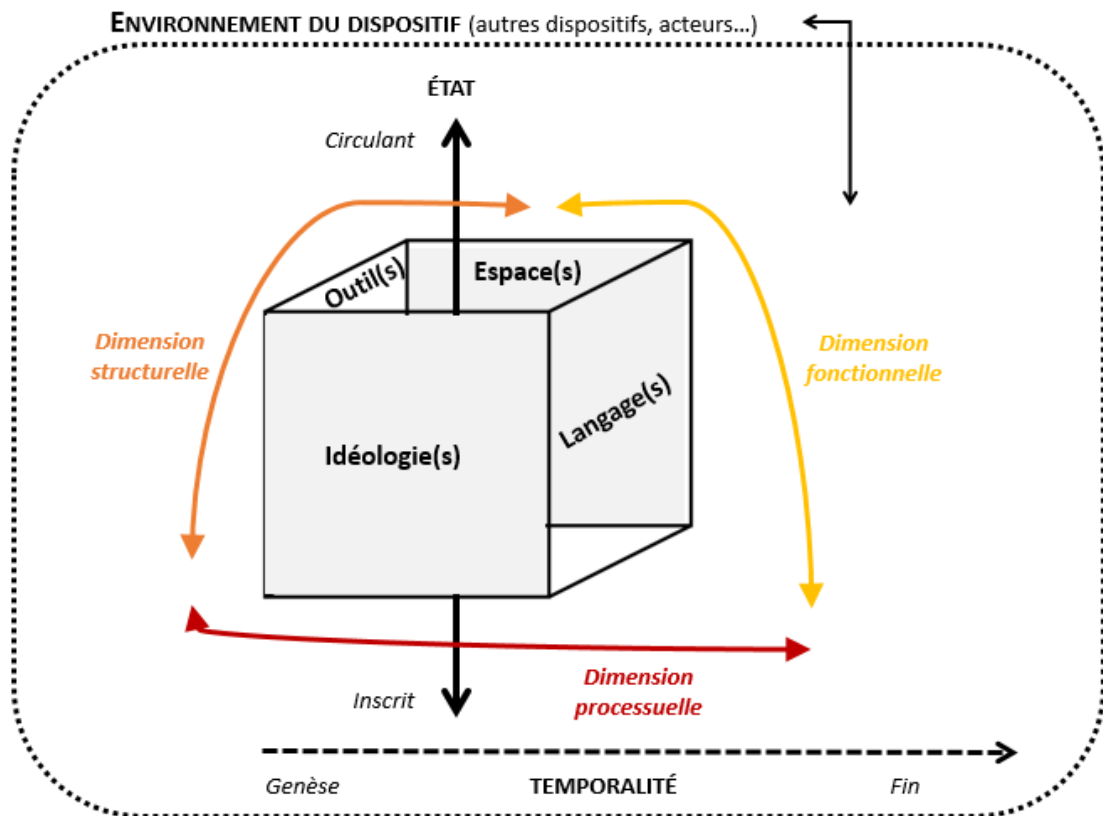 ENVIRONNEMENT DU DISPOSITIF (autres dispositifs, acteurs…)
ÉTAT
Circulant
Outil(s)
Espace(s)
Dimension
structurelle
Dimension
fonctionnelle
Langage(s)
Idéologie(s)
Inscrit
Dimension
processuelle
Genèse
TEMPORALITÉ
Fin